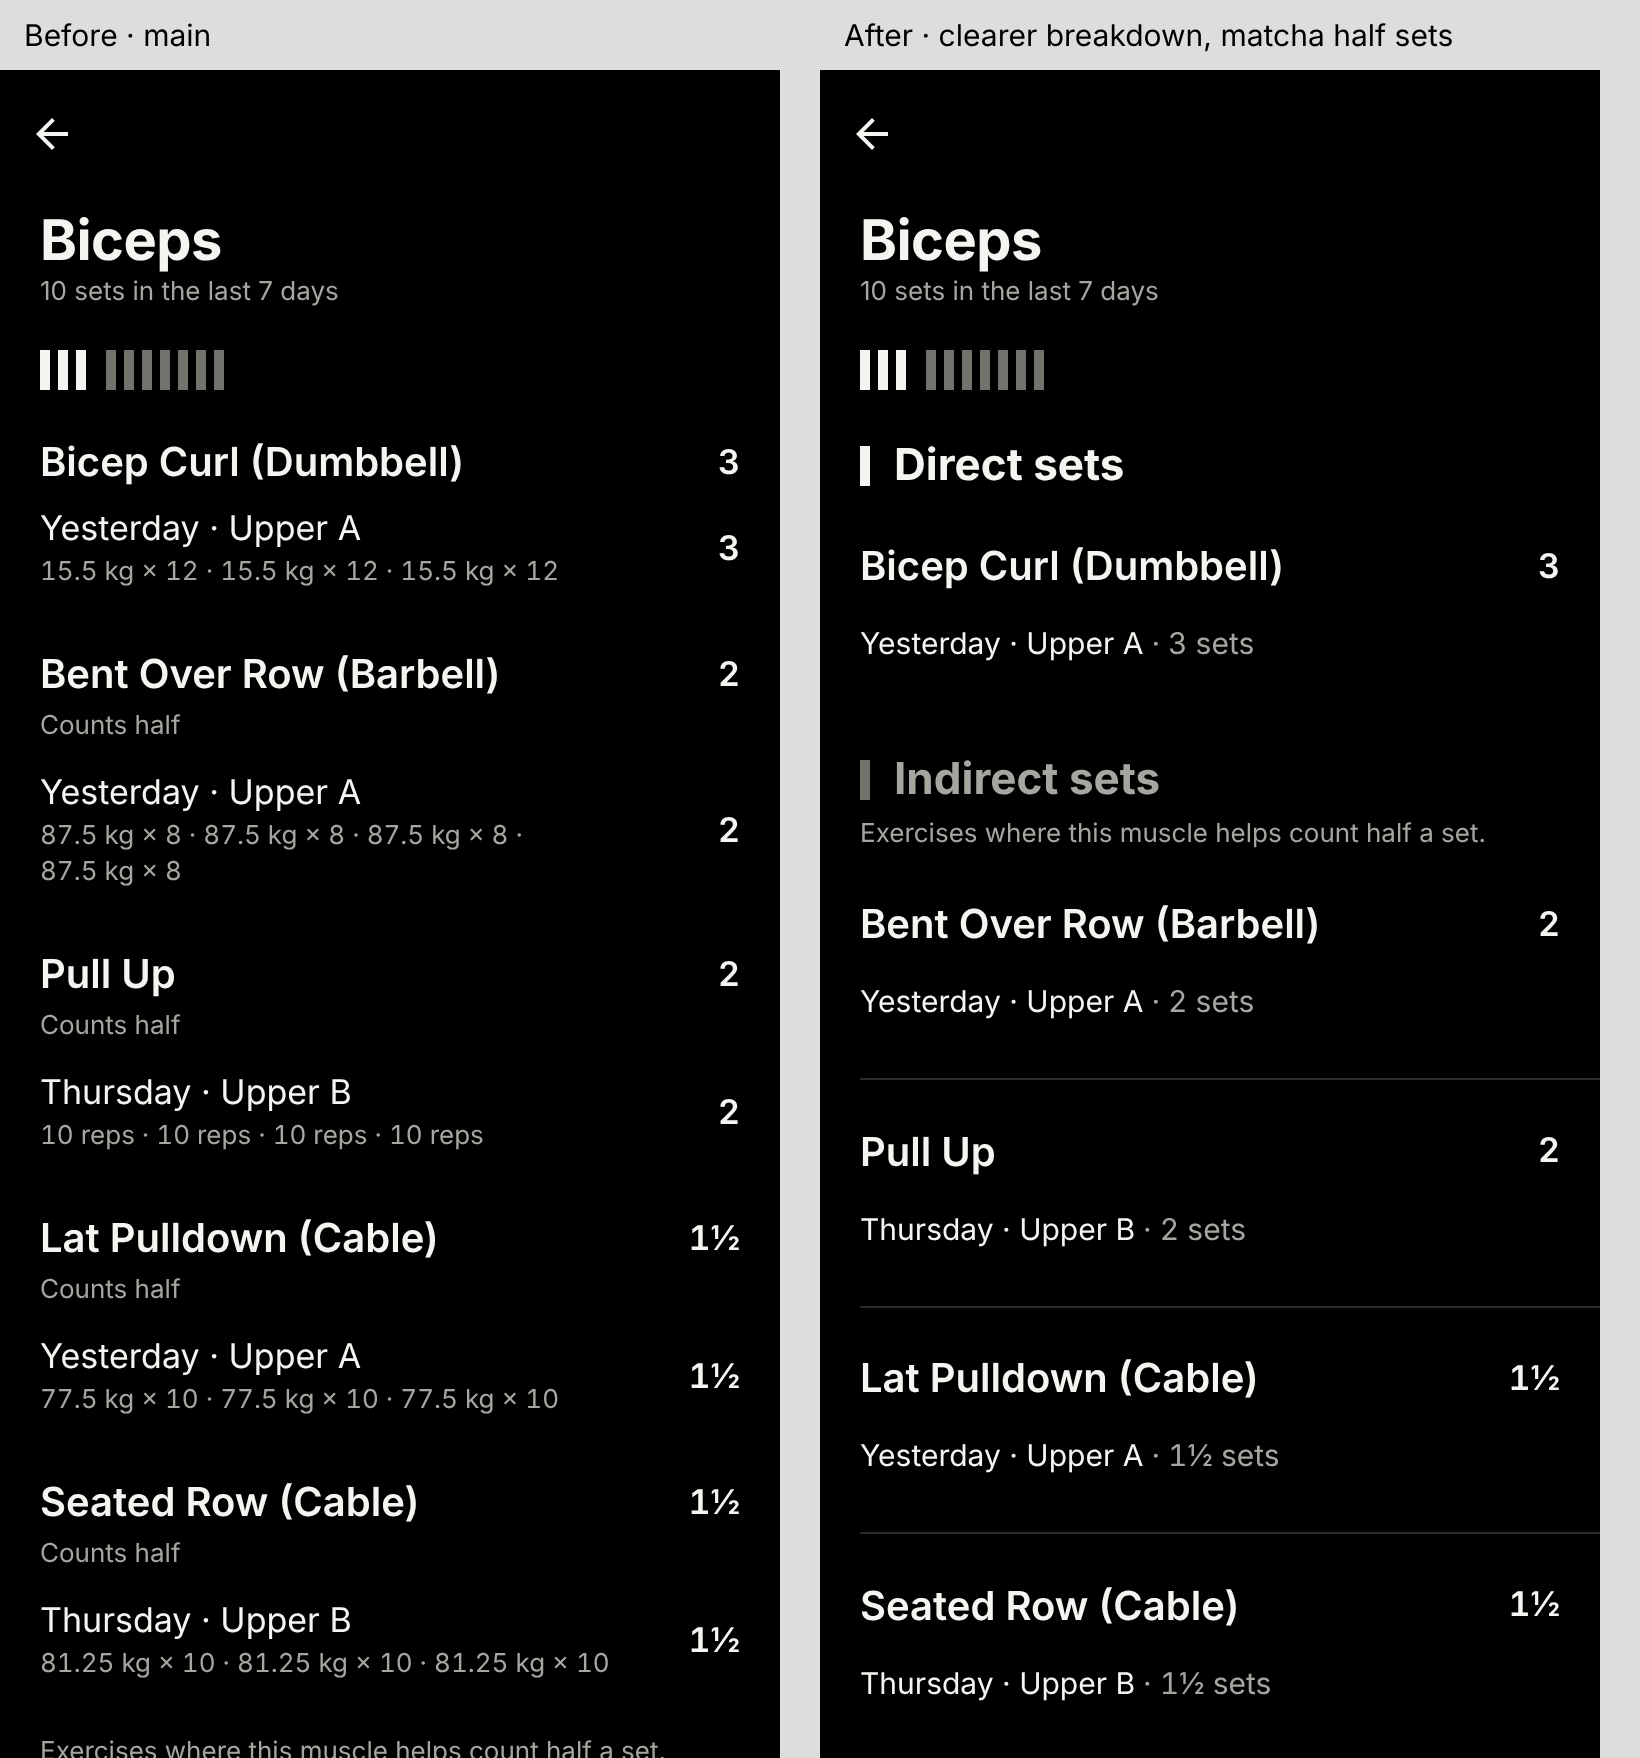 Before · main
Biceps
10 sets in the last 7 days
Bicep Curl (Dumbbell) 3
Yesterday · Upper A 3
15.5 kg × 12 · 15.5 kg × 12 · 15.5 kg × 12
Bent Over Row (Barbell) 2
Counts half
Yesterday · Upper A
87.5 kg × 8 · 87.5 kg × 8 · 87.5 kg × 8 · 2
87.5 kg × 8
Pull Up 2
Counts half
Thursday · Upper B 2
10 reps · 10 reps · 10 reps · 10 reps
Lat Pulldown (Cable) 1½
Counts half
Yesterday · Upper A 1½
77.5 kg × 10 · 77.5 kg × 10 · 77.5 kg × 10
Seated Row (Cable) 1½
Counts half
Thursday · Upper B 1½
81.25 kg × 10 · 81.25 kg × 10 · 81.25 kg × 10
Exercises where this muscle helps count half a set.
After · clearer breakdown, matcha half sets
Biceps
10 sets in the last 7 days
Direct sets
Bicep Curl (Dumbbell) 3
Yesterday · Upper A · 3 sets
Indirect sets
Exercises where this muscle helps count half a set.
Bent Over Row (Barbell) 2
Yesterday · Upper A · 2 sets
Pull Up 2
Thursday · Upper B · 2 sets
Lat Pulldown (Cable) 1½
Yesterday · Upper A · 1½ sets
Seated Row (Cable) 1½
Thursday · Upper B · 1½ sets